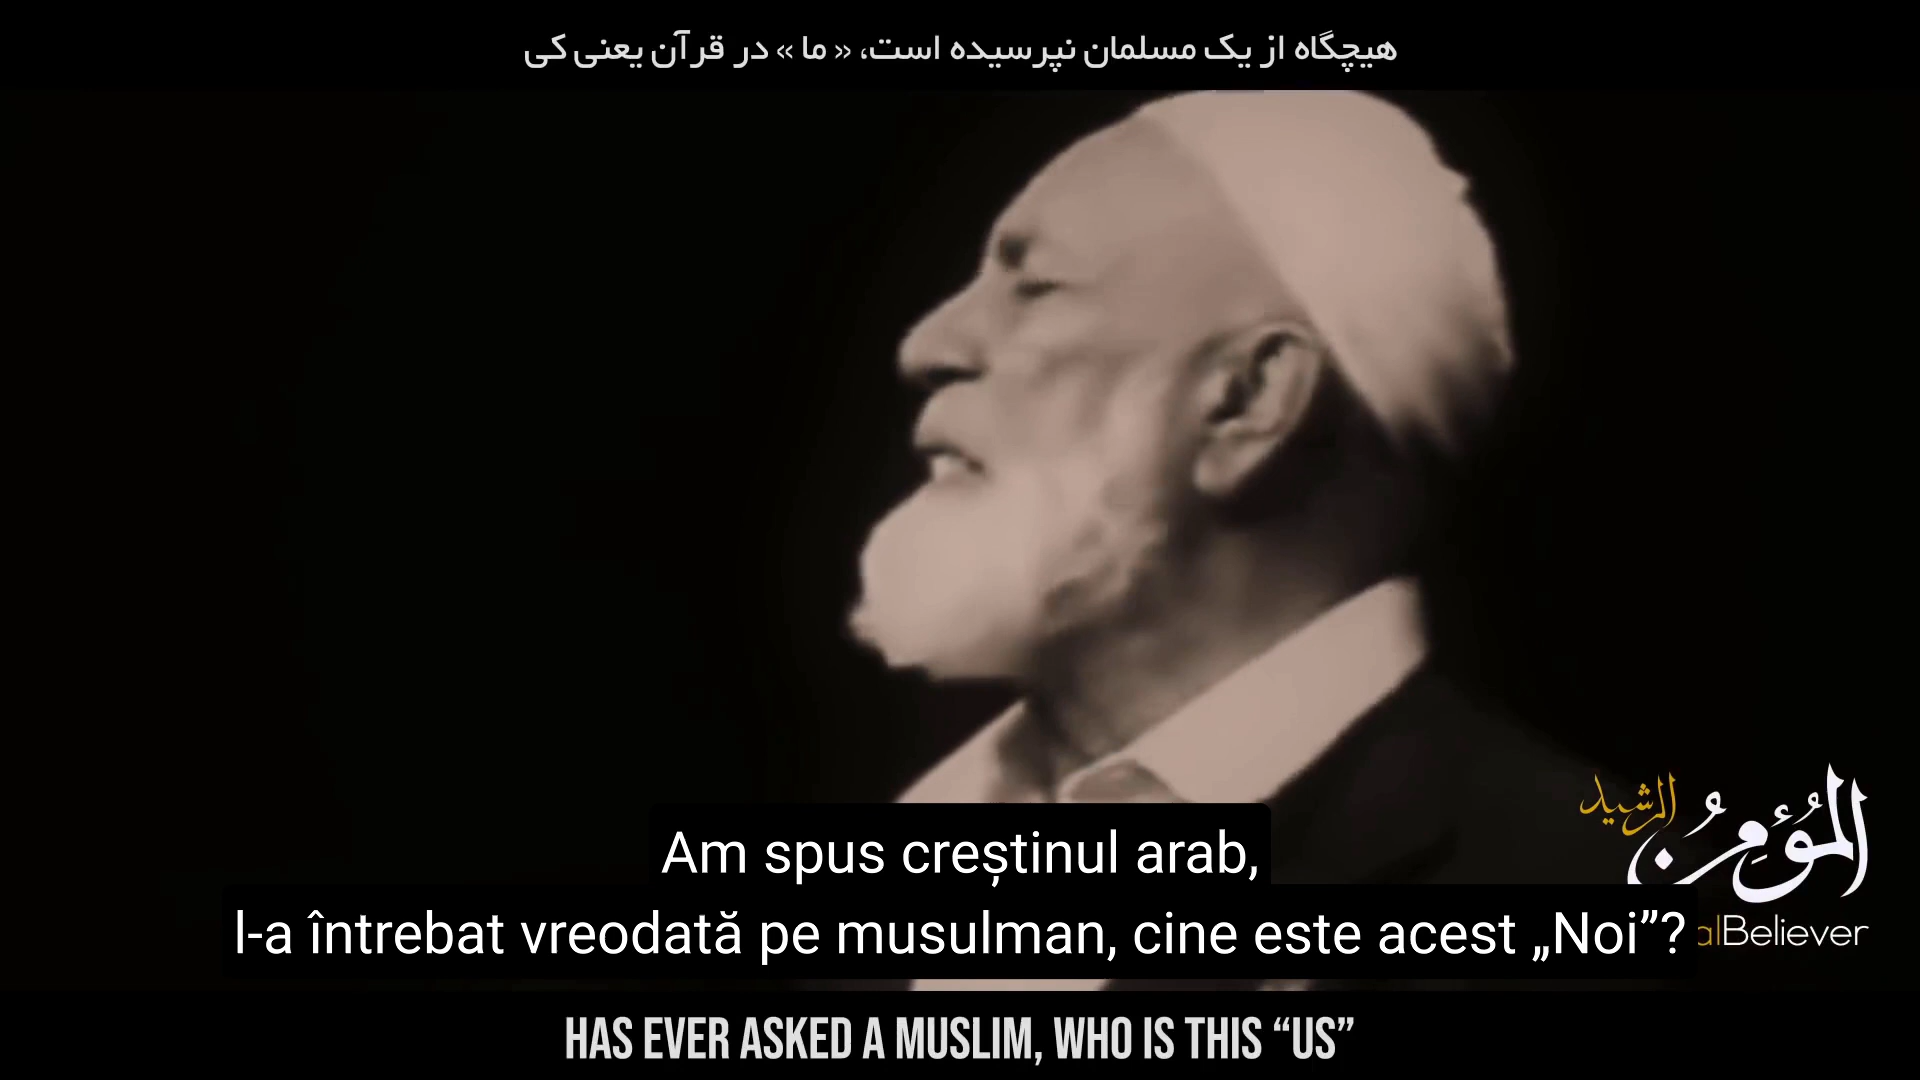 هیچگاه از یک مسلمان نپرسیده است، « ما » در قرآن یعنی کی
الرشيد
المؤمن
Am spus creștinul arab,
l-a întrebat vreodată pe musulman, cine este acest „Noi”?
alBeliever
HAS EVER ASKED A MUSLIM, WHO IS THIS “US”